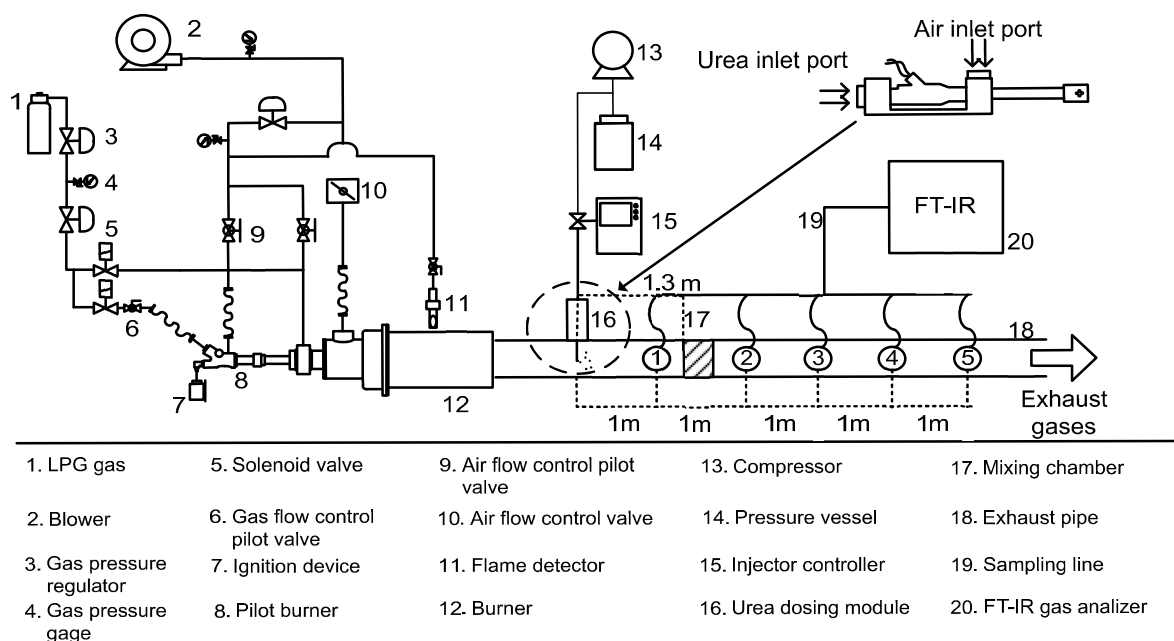 2
13
Air inlet port
Urea inlet port
1
3
14
4
10
FT-IR
5
9
15
19
20
1.3 m
11
16
17
6
18
1
2
3
4
5
8
7
12
1m
1m
1m
1m
1m
Exhaust
gases
1. LPG gas
2. Blower
3. Gas pressure
regulator
4. Gas pressure
gage
5. Solenoid valve
6. Gas flow control
pilot valve
7. Ignition device
8. Pilot burner
9. Air flow control pilot
valve
10. Air flow control valve
11. Flame detector
12. Burner
13. Compressor
14. Pressure vessel
15. Injector controller
16. Urea dosing module
17. Mixing chamber
18. Exhaust pipe
19. Sampling line
20. FT-IR gas analizer